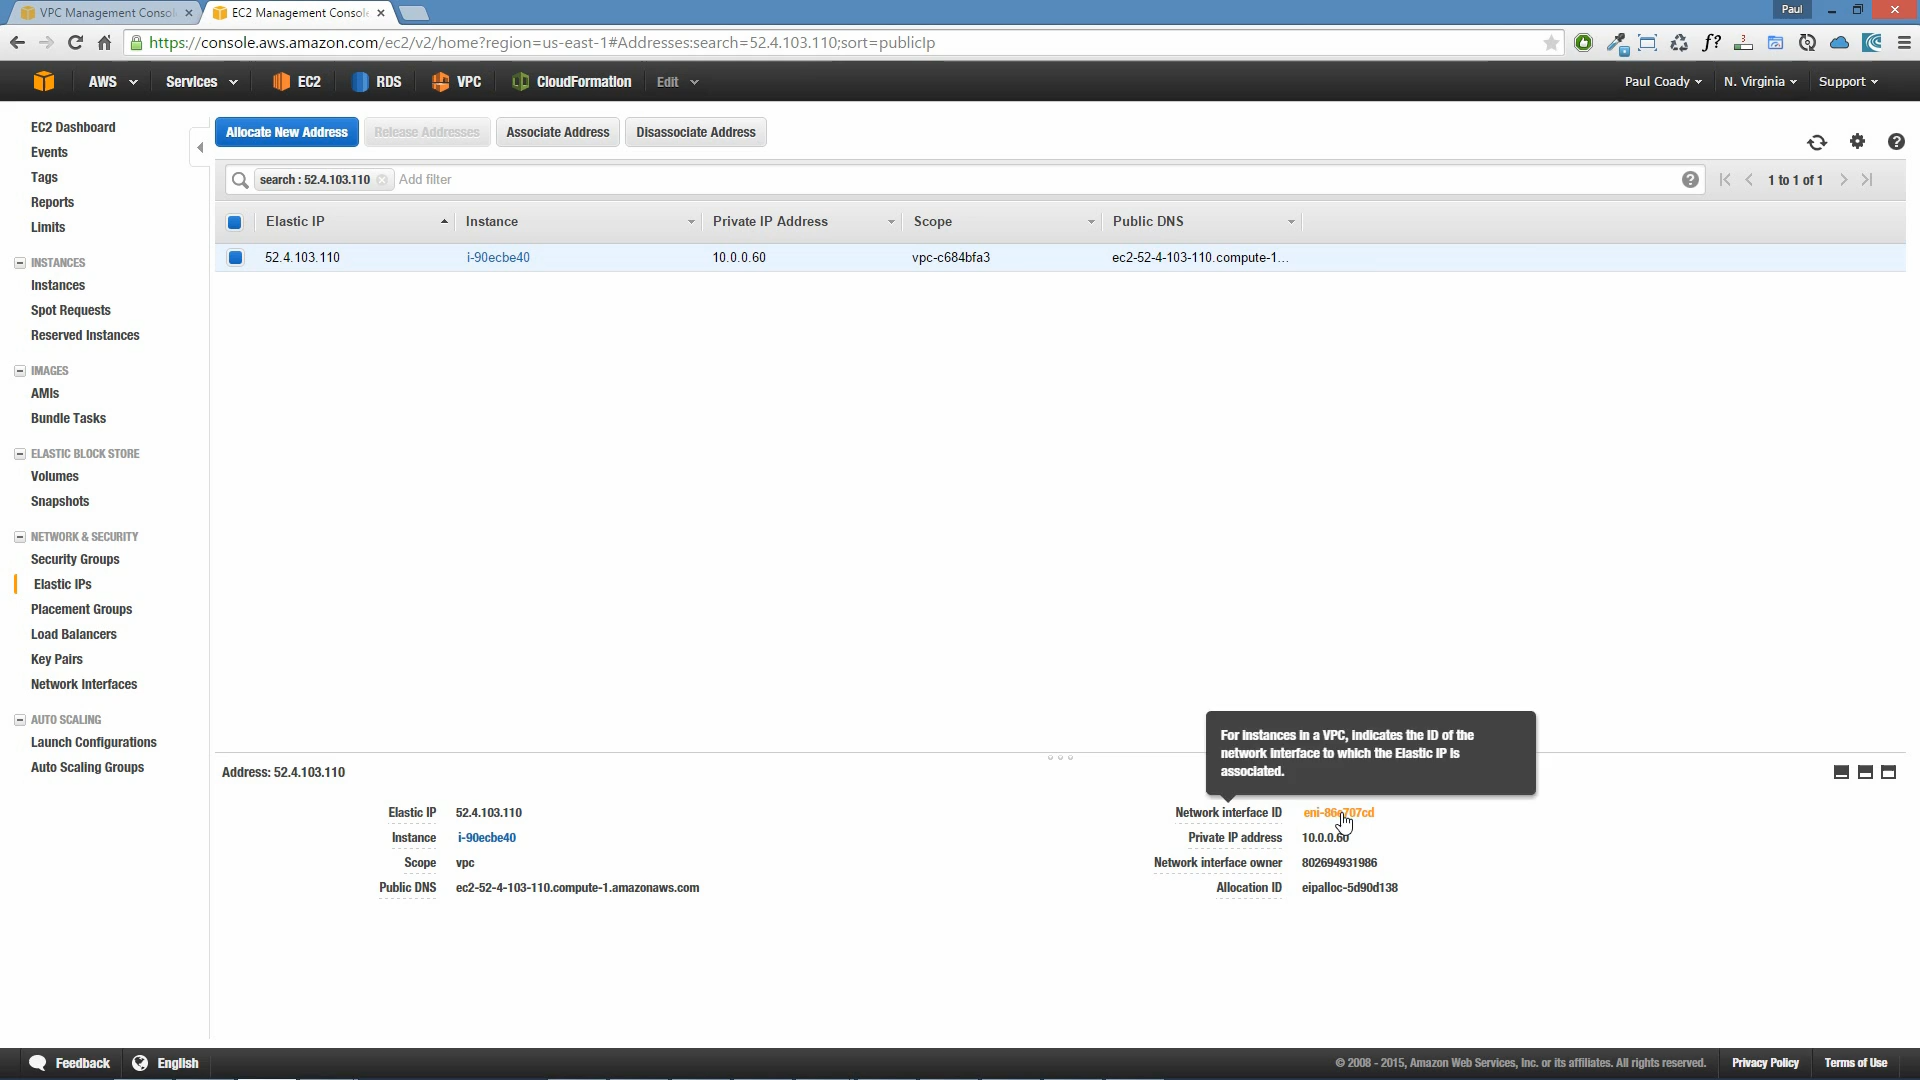 VPC Management Consol
EC2 Management Console
Paul
https://console.aws.amazon.com/ec2/v2/home?region=us-east-1#Addresses:search=52.4.103.110;sort=publicIp
f?
3
AWS
Services
EC2
RDS
VPC
CloudFormation
Edit
Paul Coady
N. Virginia
Support
EC2 Dashboard
Events
Tags
Reports
Limits
INSTANCES
Instances
Spot Requests
Reserved Instances
IMAGES
AMIs
Bundle Tasks
ELASTIC BLOCK STORE
Volumes
Snapshots
NETWORK & SECURITY
Security Groups
Elastic IPs
Placement Groups
Load Balancers
Key Pairs
Network Interfaces
AUTO SCALING
Launch Configurations
Auto Scaling Groups
Allocate New Address
Release Addresses
Associate Address
Disassociate Address
search : 52.4.103.110
Add filter
1 to 1 of 1
Elastic IP
Instance
Private IP Address
Scope
Public DNS
52.4.103.110
i-90ecbe40
10.0.0.60
vpc-c684bfa3
ec2-52-4-103-110.compute-1...
For instances in a VPC, indicates the ID of the
network interface to which the Elastic IP is
associated.
Address: 52.4.103.110
Elastic IP 52.4.103.110
Instance i-90ecbe40
Scope vpc
Public DNS ec2-52-4-103-110.compute-1.amazonaws.com
Network interface ID
Private IP address 10.0.0.60
Network interface owner 802694931986
Allocation ID eipalloc-5d90d138
Feedback
English
© 2008 - 2015, Amazon Web Services, Inc. or its affiliates. All rights reserved.
Privacy Policy
Terms of Use